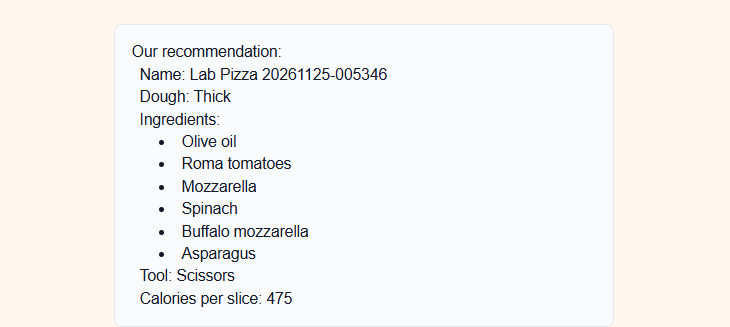 Our recommendation:
Name: Lab Pizza 20261125-005346
Dough: Thick
Ingredients:
• Olive oil
• Roma tomatoes
• Mozzarella
• Spinach
• Buffalo mozzarella
• Asparagus
Tool: Scissors
Calories per slice: 475